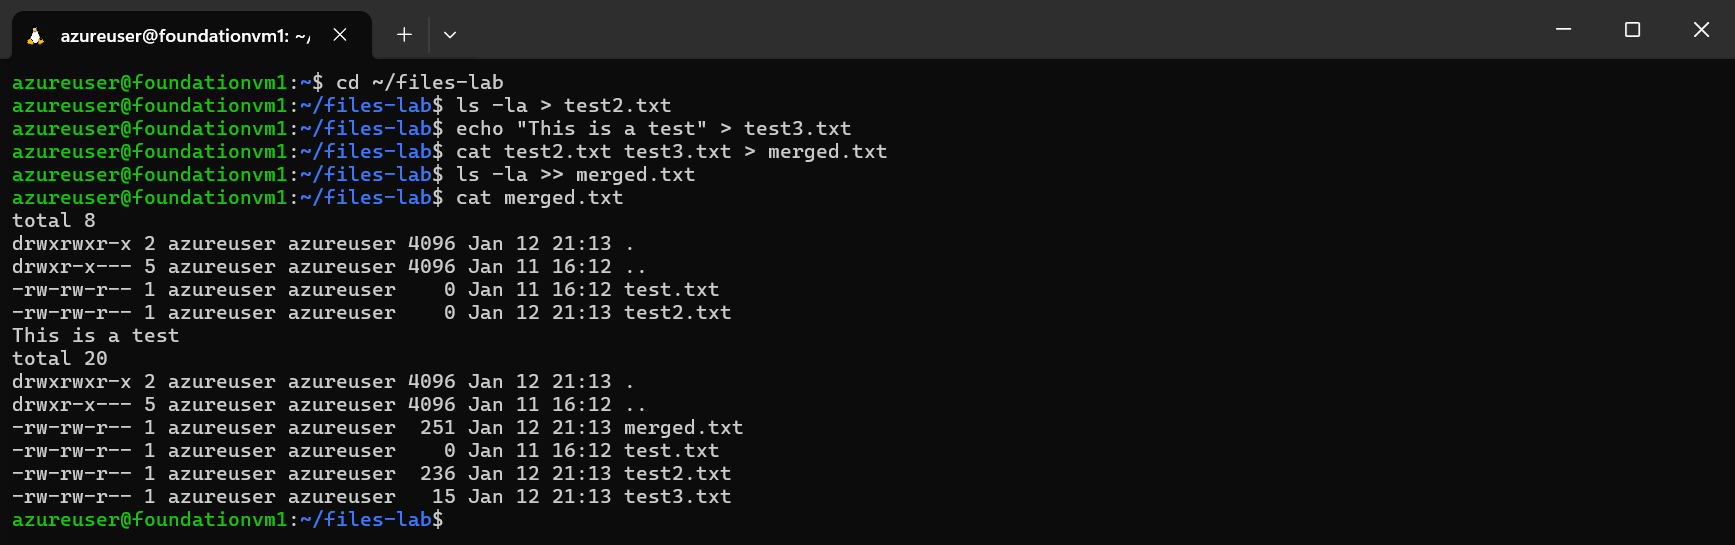 azureuser@foundationvm1: ~/
azureuser@foundationvm1:~$ cd ~/files-lab
azureuser@foundationvm1:~/files-lab$ ls -la > test2.txt
azureuser@foundationvm1:~/files-lab$ echo "This is a test" > test3.txt
azureuser@foundationvm1:~/files-lab$ cat test2.txt test3.txt > merged.txt
azureuser@foundationvm1:~/files-lab$ ls -la >> merged.txt
azureuser@foundationvm1:~/files-lab$ cat merged.txt
total 8
drwxrwxr-x 2 azureuser azureuser 4096 Jan 12 21:13 .
drwxr-x--- 5 azureuser azureuser 4096 Jan 11 16:12 ..
-rw-rw-r-- 1 azureuser azureuser    0 Jan 11 16:12 test.txt
-rw-rw-r-- 1 azureuser azureuser    0 Jan 12 21:13 test2.txt
This is a test
total 20
drwxrwxr-x 2 azureuser azureuser 4096 Jan 12 21:13 .
drwxr-x--- 5 azureuser azureuser 4096 Jan 11 16:12 ..
-rw-rw-r-- 1 azureuser azureuser  251 Jan 12 21:13 merged.txt
-rw-rw-r-- 1 azureuser azureuser    0 Jan 11 16:12 test.txt
-rw-rw-r-- 1 azureuser azureuser  236 Jan 12 21:13 test2.txt
-rw-rw-r-- 1 azureuser azureuser   15 Jan 12 21:13 test3.txt
azureuser@foundationvm1:~/files-lab$